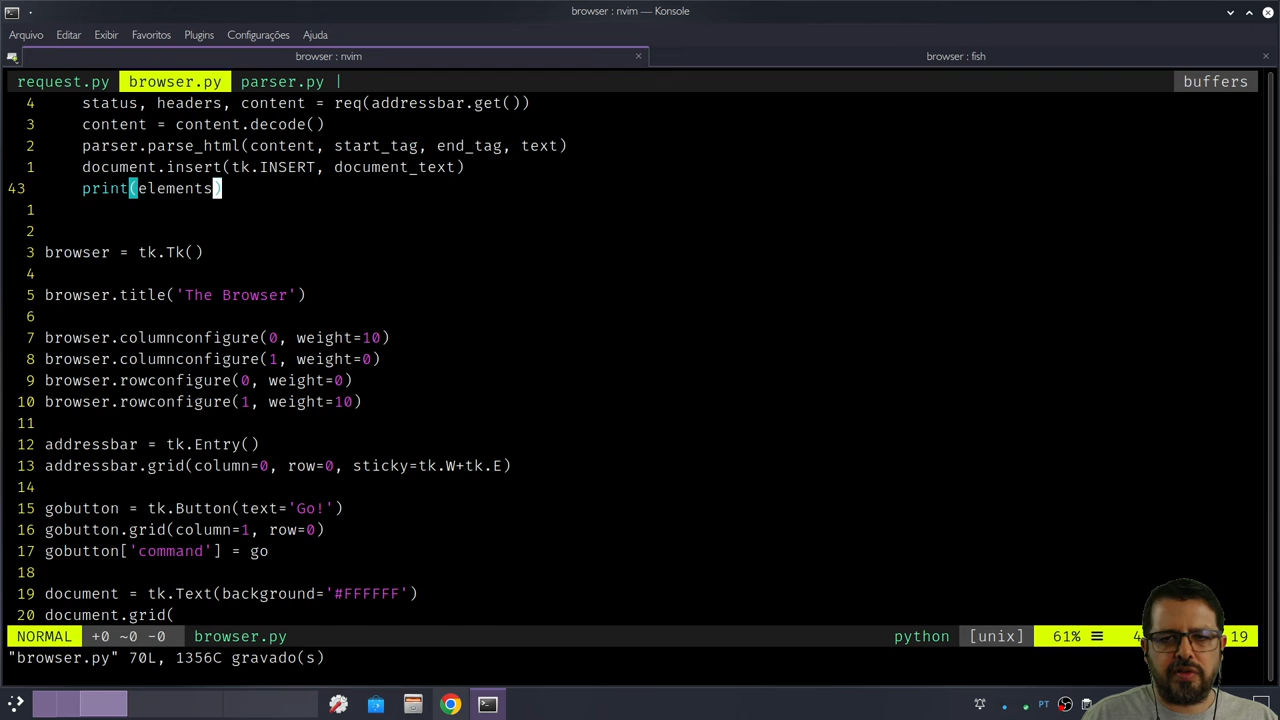 browser : nvim — Konsole
Arquivo Editar Exibir Favoritos Plugins Configurações Ajuda
browser : nvim browser : fish
request.py browser.py parser.py | buffers
4 status, headers, content = req(addressbar.get())
3 content = content.decode()
2 parser.parse_html(content, start_tag, end_tag, text)
1 document.insert(tk.INSERT, document_text)
43 print(elements)
1
2
3 browser = tk.Tk()
4
5 browser.title('The Browser')
6
7 browser.columnconfigure(0, weight=10)
8 browser.columnconfigure(1, weight=0)
9 browser.rowconfigure(0, weight=0)
10 browser.rowconfigure(1, weight=10)
11
12 addressbar = tk.Entry()
13 addressbar.grid(column=0, row=0, sticky=tk.W+tk.E)
14
15 gobutton = tk.Button(text='Go!')
16 gobutton.grid(column=1, row=0)
17 gobutton['command'] = go
18
19 document = tk.Text(background='#FFFFFF')
20 document.grid(
NORMAL +0 ~0 -0 browser.py python [unix] 61% ☰ 4 19
"browser.py" 70L, 1356C gravado(s)
PT